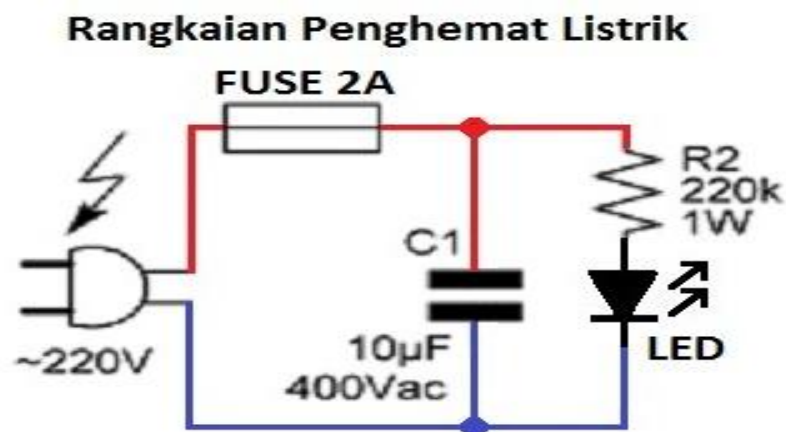 Rangkaian Penghemat Listrik
FUSE 2A
R2
220k
1W
C1
10µF
400Vac
LED
~220V